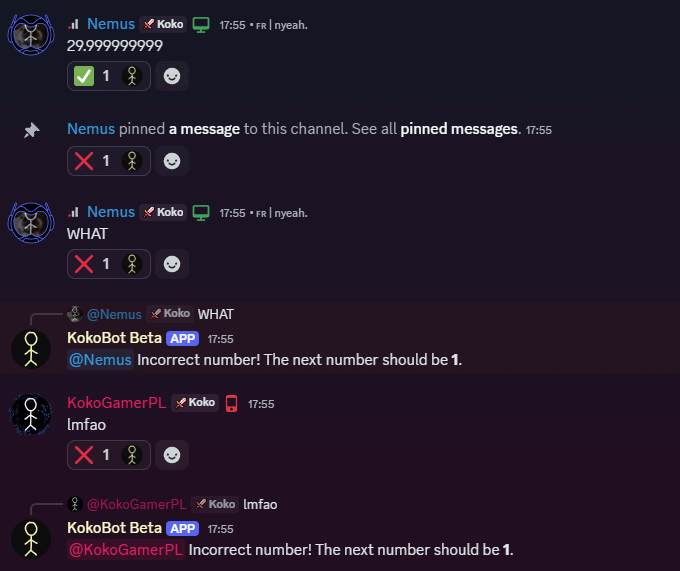 Nemus Koko 17:55 • FR | nyeah.
29.999999999
1
Nemus pinned a message to this channel. See all pinned messages. 17:55
1
Nemus Koko 17:55 • FR | nyeah.
WHAT
1
@Nemus Koko WHAT
KokoBot Beta APP 17:55
@Nemus Incorrect number! The next number should be 1.
KokoGamerPL Koko 17:55
lmfao
1
@KokoGamerPL Koko lmfao
KokoBot Beta APP 17:55
@KokoGamerPL Incorrect number! The next number should be 1.